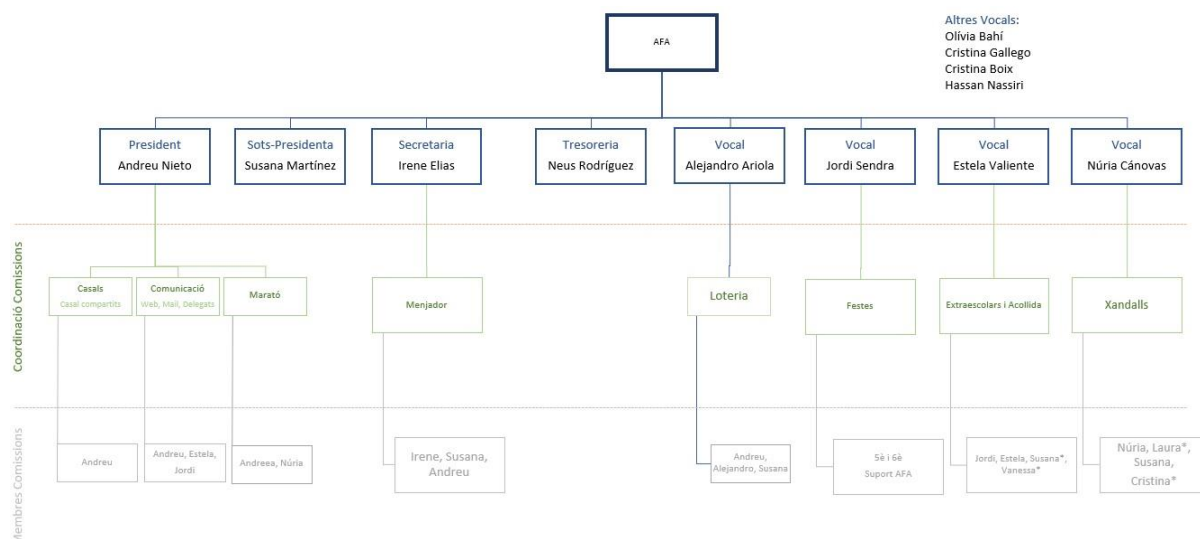 AFA
Altres Vocals:
Olívia Bahí
Cristina Gallego
Cristina Boix
Hassan Nassiri
President
Andreu Nieto
Sots-Presidenta
Susana Martínez
Secretaria
Irene Elias
Tresoreria
Neus Rodríguez
Vocal
Alejandro Ariola
Vocal
Jordi Sendra
Vocal
Estela Valiente
Vocal
Núria Cánovas
Coordinació Comissions
Casals
Casal compartits
Comunicació
Web, Mail, Delegats
Marató
Menjador
Loteria
Festes
Extraescolars i Acollida
Xandalls
Membres Comissions
Andreu
Andreu, Estela,
Jordi
Andreea, Núria
Irene, Susana,
Andreu
Andreu,
Alejandro, Susana
5è i 6è
Suport AFA
Jordi, Estela, Susana*,
Vanessa*
Núria, Laura*,
Susana,
Cristina*